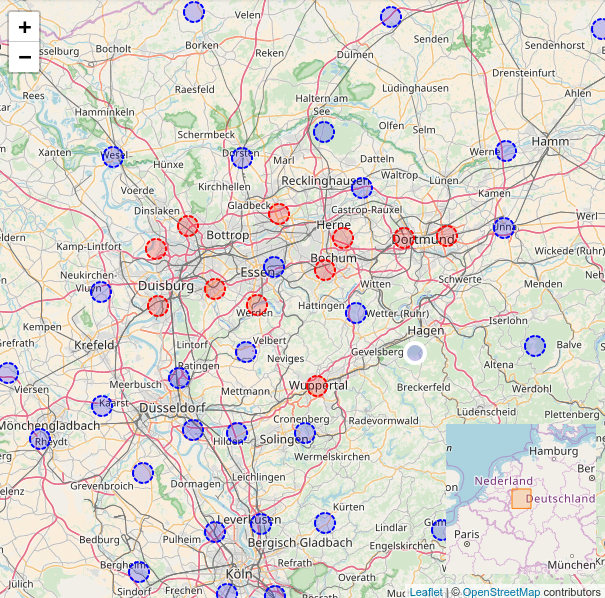 Velen
+
Senden
Sendenhorst
Bocholt
Borken
Reken
Dülmen
−
Drensteinfurt
Rees
Raesfeld
Lüdinghausen
Ahlen
Haltern am
See
Hamminkeln
Schermbeck
Olfen
Selm
Hamm
Xanten
Wesel
Hünxe
Dorsten
Marl
Datteln
Werne
Recklinghausen
Waltrop
Voerde
Kirchhellen
Lünen
Kamen
Dinslaken
Gladbeck
Castrop-Rauxel
Werl
Kamp-Lintfort
Bottrop
Herne
Dortmund
Unna
Wickede (Ruhr)
Neukirchen
Vluyn
Essen
Bochum
Duisburg
Witten
Schwerte
Menden
Werden
Hattingen
Wetter (Ruhr)
Iserlohn
Kempen
Hagen
Krefeld
Lintorf
Velbert
Neviges
Gevelsberg
Balve
Ratingen
Altena
Viersen
Meerbusch
Mettmann
Wuppertal
Breckerfeld
Werdohl
Kaarst
Düsseldorf
Lüdenscheid
Plettenberg
Mönchengladbach
Cronenberg
Radevormwald
Rheydt
Hilden
Solingen
Wermelskirchen
Hamburg
Grevenbroich
Dormagen
Leichlingen
Nederland
Deutschland
Kürten
Leverkusen
Lindlar
Bedburg
Pulheim
Bergisch Gladbach
Engelskirchen
Paris
Bergheim
Refrath
Köln
München
Jülich
Sindorf
Frechen
Overath
Leaflet | © OpenStreetMap contributors